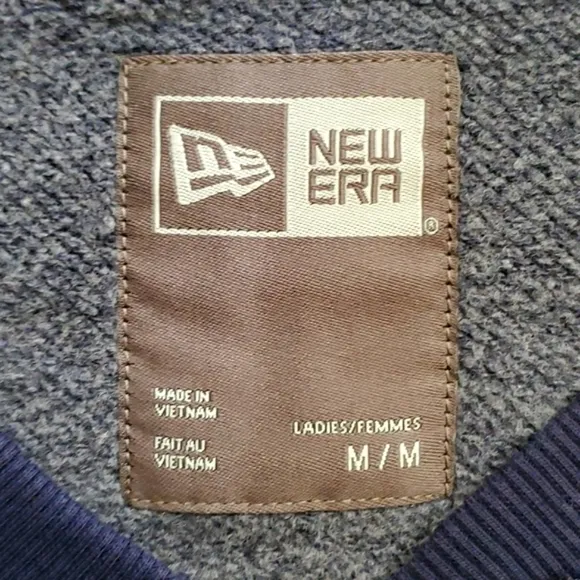 NEW
ERA
®
MADE IN
VIETNAM
FAIT AU
VIETNAM
LADIES/FEMMES
M / M